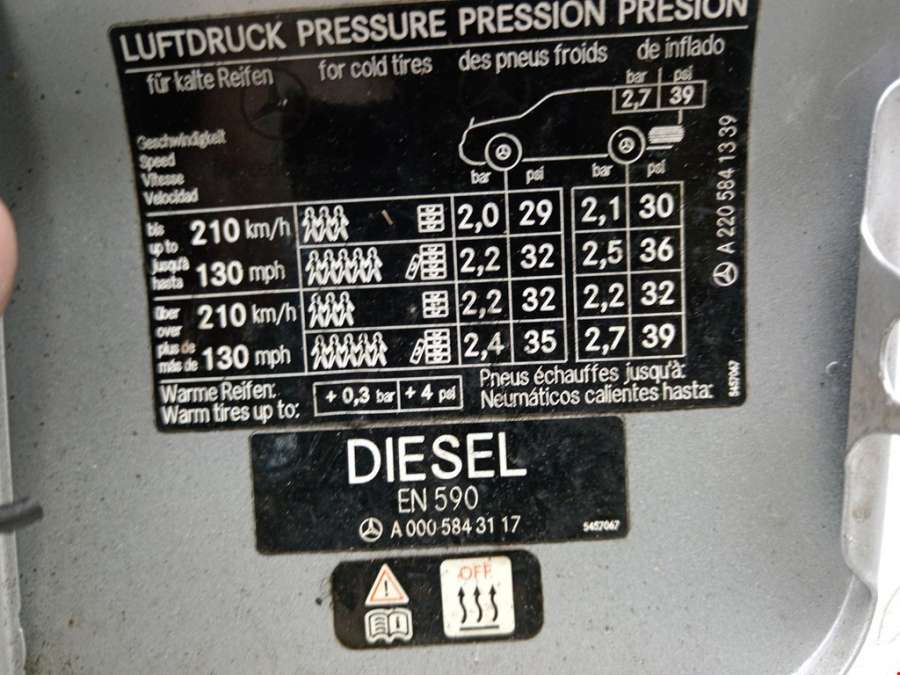 LUFTDRUCK PRESSURE PRESSION PRESION
für kalte Reifen for cold tires des pneus froids de inflado
bar psi
2,7 39
Geschwindigkeit
Speed
Vitesse
Velocidad
bar psi bar psi
bis
up to
jusqu'à
hasta
210 km/h 2,0 29 2,1 30
130 mph 2,2 32 2,5 36
über
over
plus de
más de
210 km/h 2,2 32 2,2 32
130 mph 2,4 35 2,7 39
Warme Reifen:
Warm tires up to:
+ 0,3 bar + 4 psi
Pneus échauffes jusqu'à:
Neumáticos calientes hasta:
A 220 584 13 39
5457047
DIESEL
EN 590
A 000 584 31 17
5457067
OFF